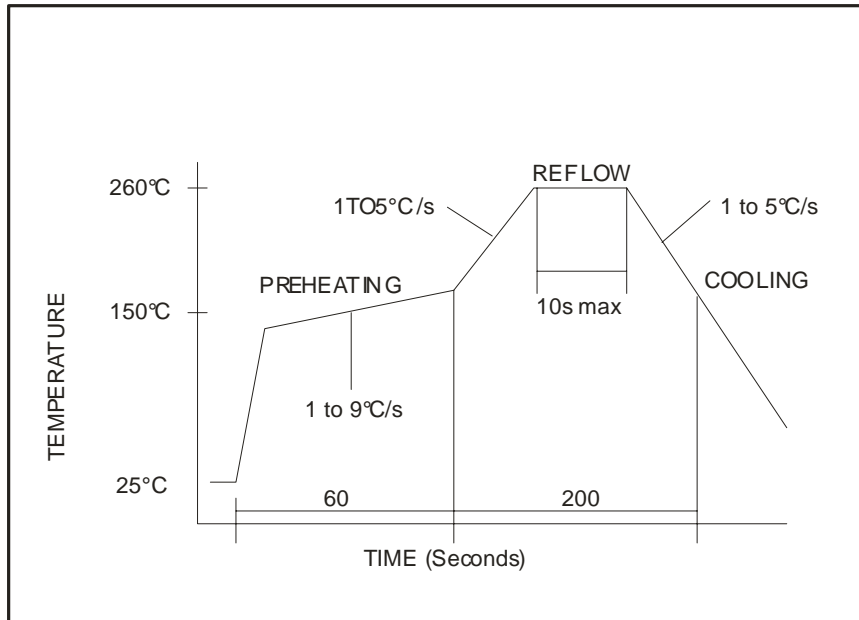 REFLOW
260°C
1TO5°C/s
1 to 5°C/s
PREHEATING
COOLING
150°C
10s max
TEMPERATURE
1 to 9°C/s
25°C
60
200
TIME (Seconds)